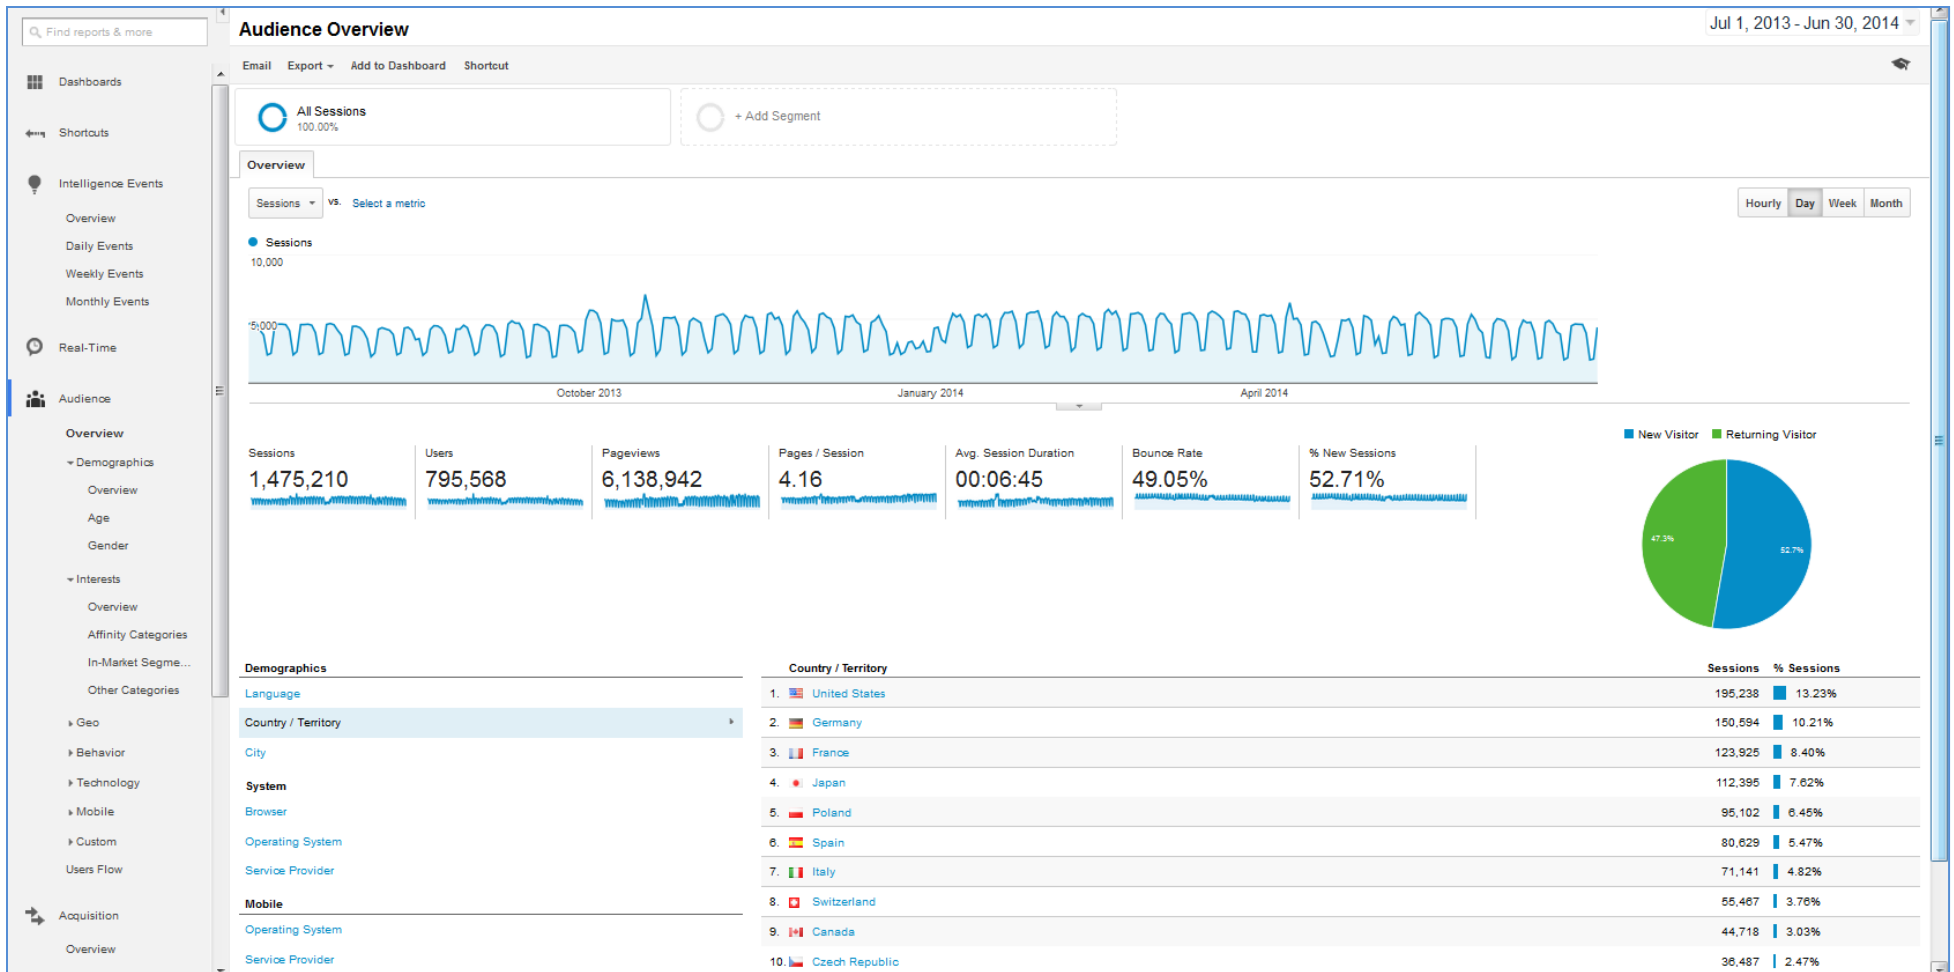 Find reports & more
Dashboards
Shortcuts
Intelligence Events
Overview
Daily Events
Weekly Events
Monthly Events
Real-Time
Audience
Overview
Demographics
Overview
Age
Gender
Interests
Overview
Affinity Categories
In-Market Segme...
Other Categories
Geo
Behavior
Technology
Mobile
Custom
Users Flow
Acquisition
Overview
Audience Overview
Jul 1, 2013 - Jun 30, 2014
Email Export Add to Dashboard Shortcut
All Sessions
100.00%
+ Add Segment
Overview
Sessions vs. Select a metric
Hourly Day Week Month
Sessions
10,000
5,000
October 2013 January 2014 April 2014
Sessions
1,475,210
Users
795,568
Pageviews
6,138,942
Pages / Session
4.16
Avg. Session Duration
00:06:45
Bounce Rate
49.05%
% New Sessions
52.71%
New Visitor Returning Visitor
47.3%
52.7%
Demographics
Language
Country / Territory
City
System
Browser
Operating System
Service Provider
Mobile
Operating System
Service Provider
Country / Territory Sessions % Sessions
1. United States 195,238 13.23%
2. Germany 150,594 10.21%
3. France 123,925 8.40%
4. Japan 112,395 7.62%
5. Poland 95,102 6.45%
6. Spain 80,629 5.47%
7. Italy 71,141 4.82%
8. Switzerland 55,467 3.76%
9. Canada 44,718 3.03%
10. Czech Republic 36,487 2.47%